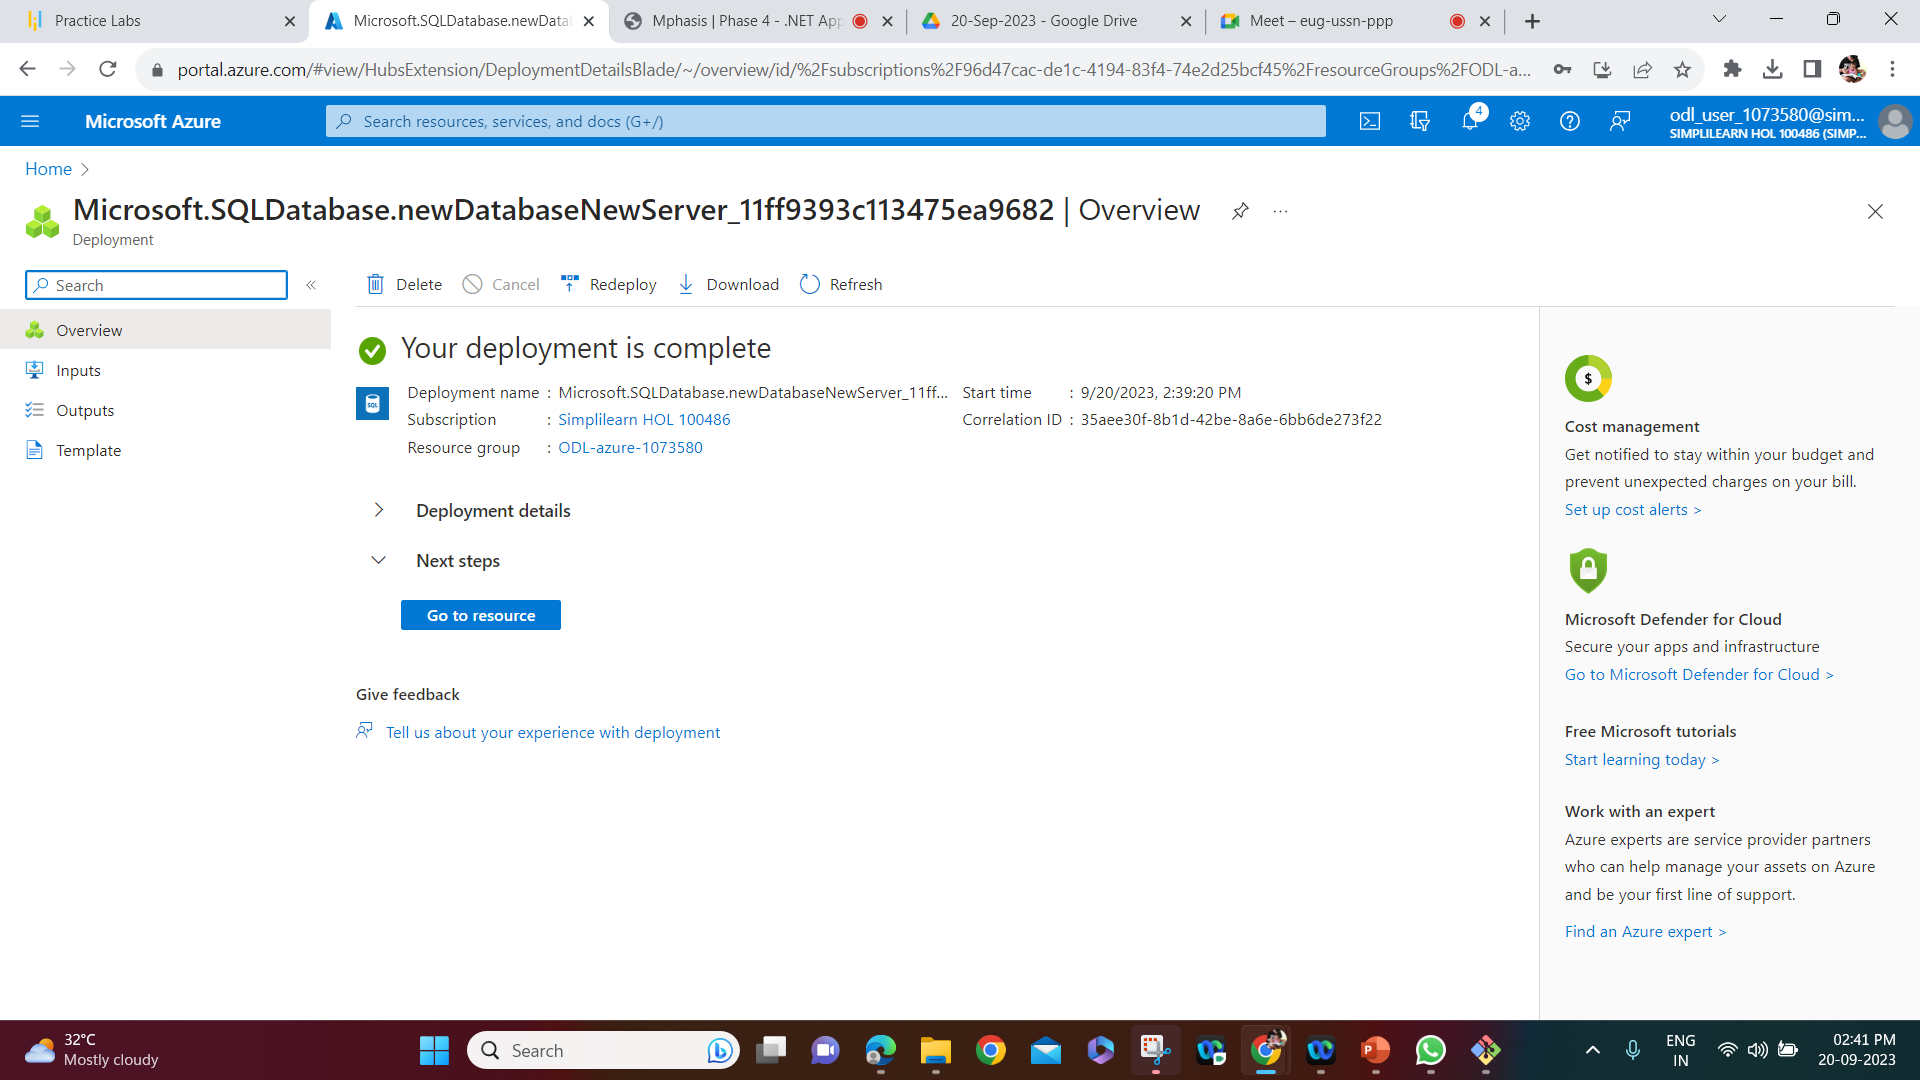 Practice Labs
Microsoft.SQLDatabase.newDatal
Mphasis | Phase 4 - .NET App
20-Sep-2023 - Google Drive
Meet – eug-ussn-ppp
portal.azure.com/#view/HubsExtension/DeploymentDetailsBlade/~/overview/id/%2Fsubscriptions%2F96d47cac-de1c-4194-83f4-74e2d25bcf45%2FresourceGroups%2FODL-a...
Microsoft Azure
Search resources, services, and docs (G+/)
4
odl_user_1073580@sim...
SIMPLILEARN HOL 100486 (SIMP...
Home
Microsoft.SQLDatabase.newDatabaseNewServer_11ff9393c113475ea9682 | Overview
Deployment
Search
Delete
Cancel
Redeploy
Download
Refresh
Overview
Inputs
Outputs
Template
Your deployment is complete
Deployment name : Microsoft.SQLDatabase.newDatabaseNewServer_11ff...
Subscription : Simplilearn HOL 100486
Resource group : ODL-azure-1073580
Start time : 9/20/2023, 2:39:20 PM
Correlation ID : 35aee30f-8b1d-42be-8a6e-6bb6de273f22
SQL
Deployment details
Next steps
Go to resource
Give feedback
Tell us about your experience with deployment
$
Cost management
Get notified to stay within your budget and
prevent unexpected charges on your bill.
Set up cost alerts >
Microsoft Defender for Cloud
Secure your apps and infrastructure
Go to Microsoft Defender for Cloud >
Free Microsoft tutorials
Start learning today >
Work with an expert
Azure experts are service provider partners
who can help manage your assets on Azure
and be your first line of support.
Find an Azure expert >
32°C
Mostly cloudy
Search
ENG
IN
02:41 PM
20-09-2023